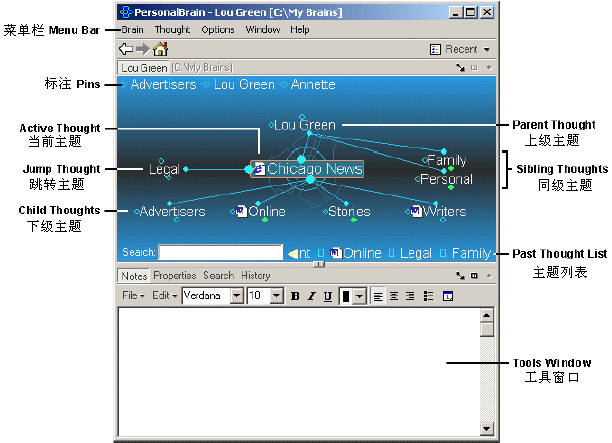 PersonalBrain - Lou Green [C:\My Brains]
菜单栏 Menu Bar
Brain Thought Options Window Help
Recent
Lou Green (C:\My Brains)
标注 Pins
Advertisers Lou Green Annette
Active Thought
当前主题
Lou Green
Parent Thought
上级主题
Jump Thought
跳转主题
Legal
Chicago News
Family
Personal
Sibling Thoughts
同级主题
Child Thoughts
下级主题
Advertisers Online Stories Writers
Search:
nt Online Legal Family
Past Thought List
主题列表
Notes Properties Search History
File Edit Verdana 10 B I U
Tools Window
工具窗口